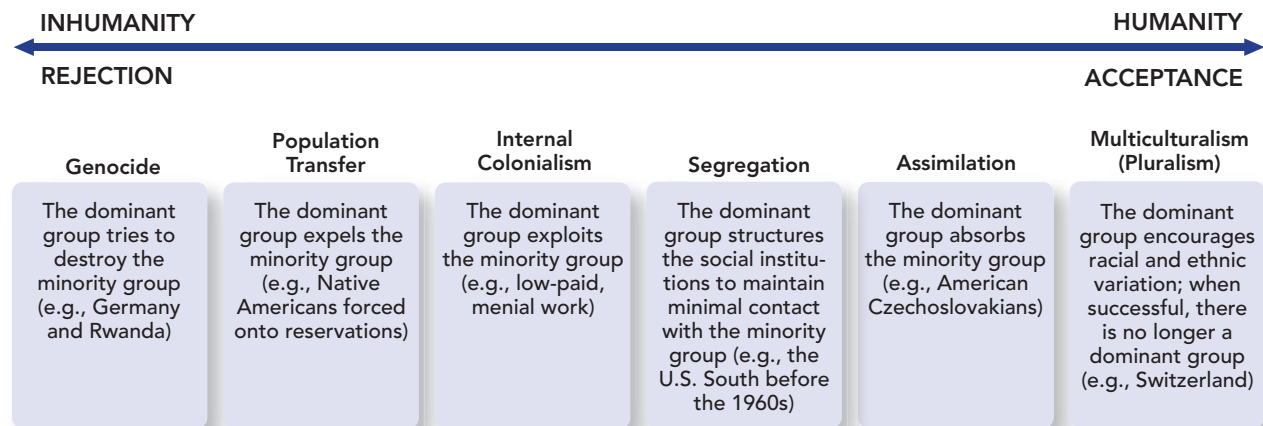 INHUMANITY
HUMANITY
REJECTION
ACCEPTANCE
Genocide
The dominant
group tries to
destroy the
minority group
(e.g., Germany
and Rwanda)
Population
Transfer
The dominant
group expels the
minority group
(e.g., Native
Americans forced
onto reservations)
Internal
Colonialism
The dominant
group exploits
the minority group
(e.g., low-paid,
menial work)
Segregation
The dominant
group structures
the social institu-
tions to maintain
minimal contact
with the minority
group (e.g., the
U.S. South before
the 1960s)
Assimilation
The dominant
group absorbs
the minority group
(e.g., American
Czechoslovakians)
Multiculturalism
(Pluralism)
The dominant
group encourages
racial and ethnic
variation; when
successful, there
is no longer a
dominant group
(e.g., Switzerland)